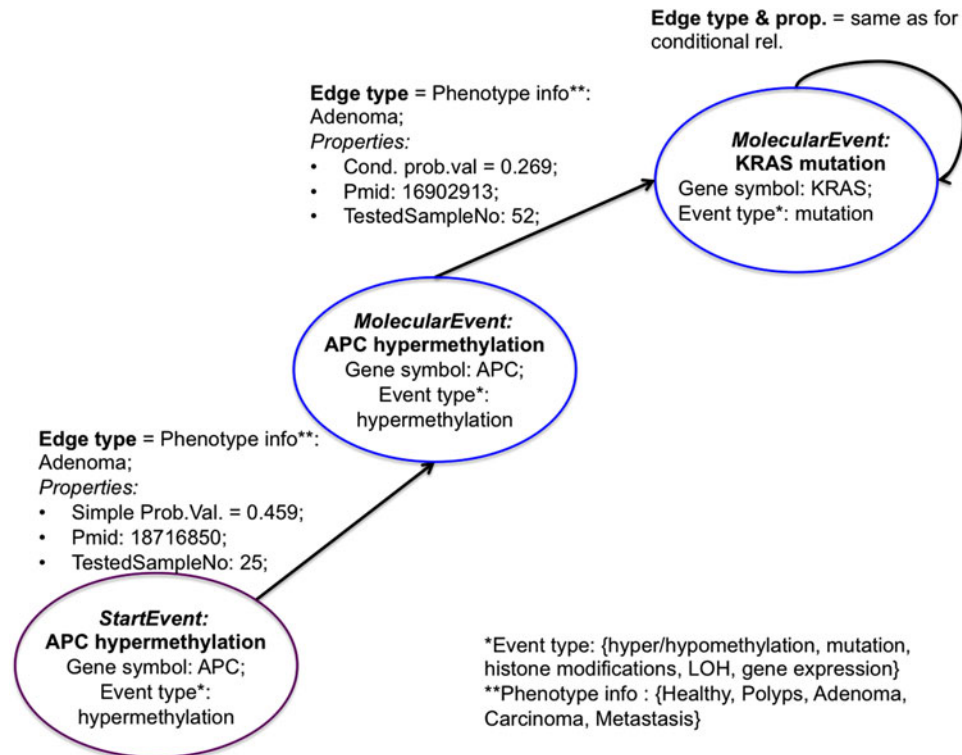 Edge type & prop. = same as for
conditional rel.
Edge type = Phenotype info**:
Adenoma;
Properties:
• Cond. prob.val = 0.269;
• Pmid: 16902913;
• TestedSampleNo: 52;
MolecularEvent:
KRAS mutation
Gene symbol: KRAS;
Event type*: mutation
MolecularEvent:
APC hypermethylation
Gene symbol: APC;
Event type*:
hypermethylation
Edge type = Phenotype info**:
Adenoma;
Properties:
• Simple Prob.Val. = 0.459;
• Pmid: 18716850;
• TestedSampleNo: 25;
StartEvent:
APC hypermethylation
Gene symbol: APC;
Event type*:
hypermethylation
*Event type: {hyper/hypomethylation, mutation,
histone modifications, LOH, gene expression}
**Phenotype info : {Healthy, Polyps, Adenoma,
Carcinoma, Metastasis}